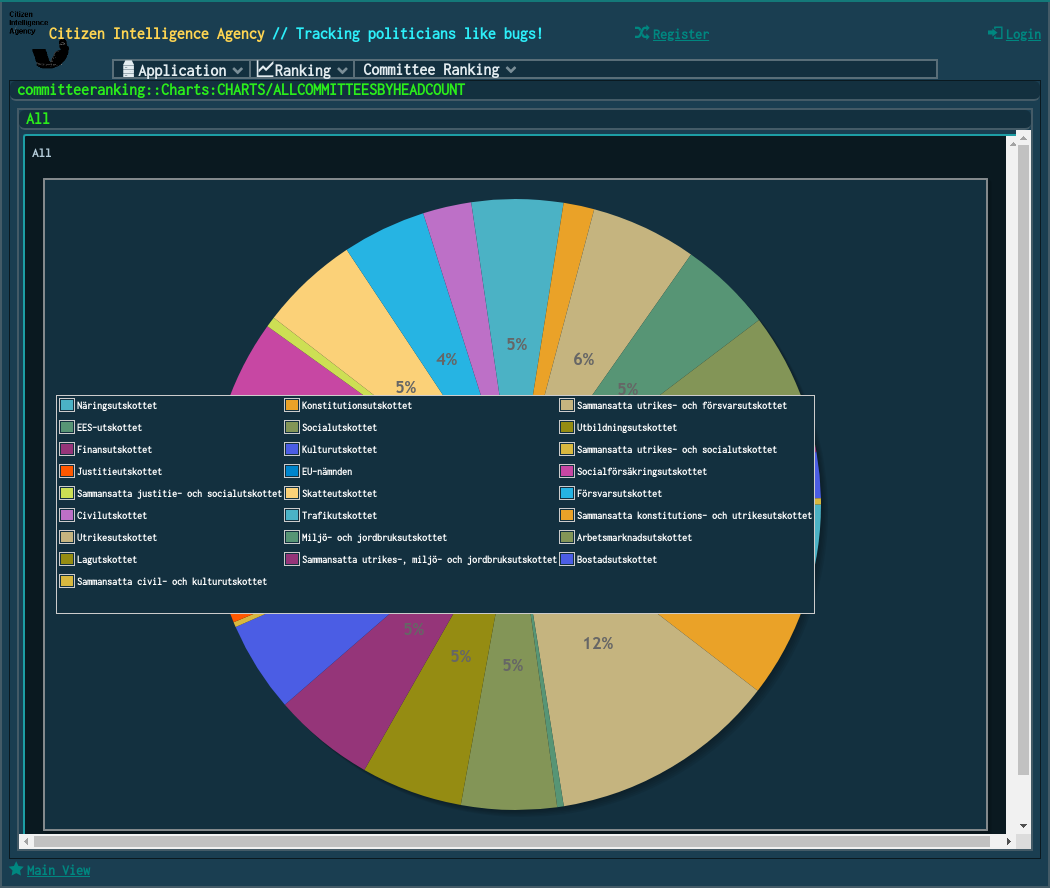 Citizen
Intelligence
Agency
Citizen Intelligence Agency // Tracking politicians like bugs!
Register
Login
Application
Ranking
Committee Ranking
committeeranking::Charts:CHARTS/ALLCOMMITTEESBYHEADCOUNT
All
All
5%
4%
6%
5%
5%
Näringsutskottet
Konstitutionsutskottet
Sammansatta utrikes- och försvarsutskottet
EES-utskottet
Socialutskottet
Utbildningsutskottet
Finansutskottet
Kulturutskottet
Sammansatta utrikes- och socialutskottet
Justitieutskottet
EU-nämnden
Socialförsäkringsutskottet
Sammansatta justitie- och socialutskottet
Skatteutskottet
Försvarsutskottet
Civilutskottet
Trafikutskottet
Sammansatta konstitutions- och utrikesutskottet
Utrikesutskottet
Miljö- och jordbruksutskottet
Arbetsmarknadsutskottet
Lagutskottet
Sammansatta utrikes-, miljö- och jordbruksutskottet
Bostadsutskottet
Sammansatta civil- och kulturutskottet
5%
12%
5%
5%
Main View